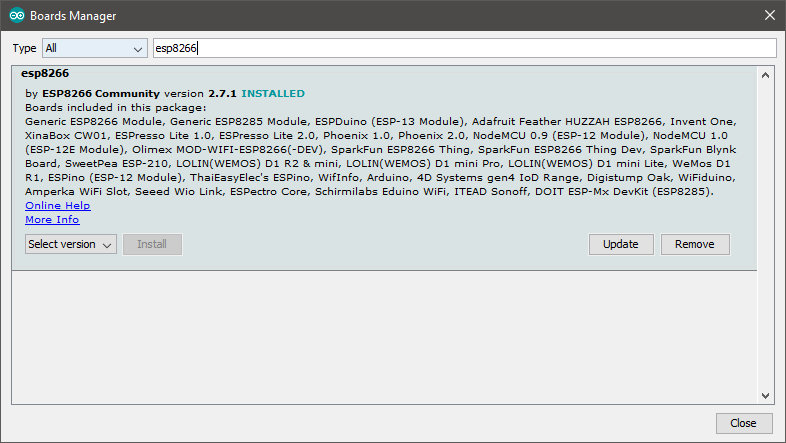 Boards Manager
Type All esp8266
esp8266
by ESP8266 Community version 2.7.1 INSTALLED
Boards included in this package:
Generic ESP8266 Module, Generic ESP8285 Module, ESPDuino (ESP-13 Module), Adafruit Feather HUZZAH ESP8266, Invent One,
XinaBox CW01, ESPresso Lite 1.0, ESPresso Lite 2.0, Phoenix 1.0, Phoenix 2.0, NodeMCU 0.9 (ESP-12 Module), NodeMCU 1.0
(ESP-12E Module), Olimex MOD-WIFI-ESP8266(-DEV), SparkFun ESP8266 Thing, SparkFun ESP8266 Thing Dev, SparkFun Blynk
Board, SweetPea ESP-210, LOLIN(WEMOS) D1 R2 & mini, LOLIN(WEMOS) D1 mini Pro, LOLIN(WEMOS) D1 mini Lite, WeMos D1
R1, ESPino (ESP-12 Module), ThaiEasyElec's ESPino, WifInfo, Arduino, 4D Systems gen4 IoD Range, Digistump Oak, WiFiduino,
Amperka WiFi Slot, Seeed Wio Link, ESPectro Core, Schirmilabs Eduino WiFi, ITEAD Sonoff, DOIT ESP-Mx DevKit (ESP8285).
Online Help
More Info
Select version Install Update Remove
Close